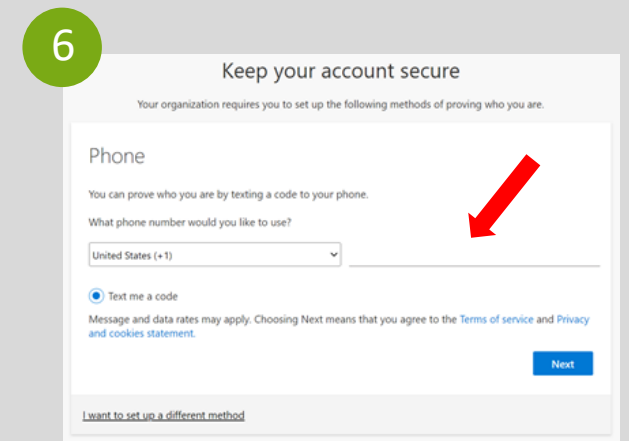 6
Keep your account secure
Your organization requires you to set up the following methods of proving who you are.
Phone
You can prove who you are by texting a code to your phone.
What phone number would you like to use?
United States (+1)
Text me a code
Message and data rates may apply. Choosing Next means that you agree to the Terms of service and Privacy
and cookies statement.
Next
I want to set up a different method